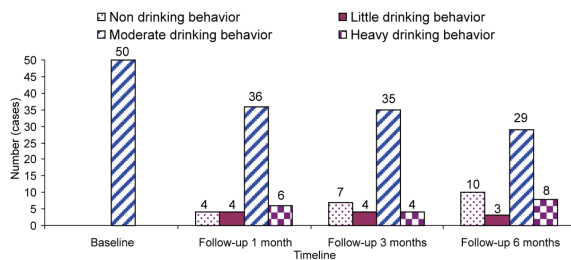 Non drinking behavior Little drinking behavior
Moderate drinking behavior Heavy drinking behavior
Number (cases)
50
45
40
35
30
25
20
15
10
5
0
50
4 4 36 6
7 4 35 4
10 3 29 8
Baseline Follow-up 1 month Follow-up 3 months Follow-up 6 months
Timeline